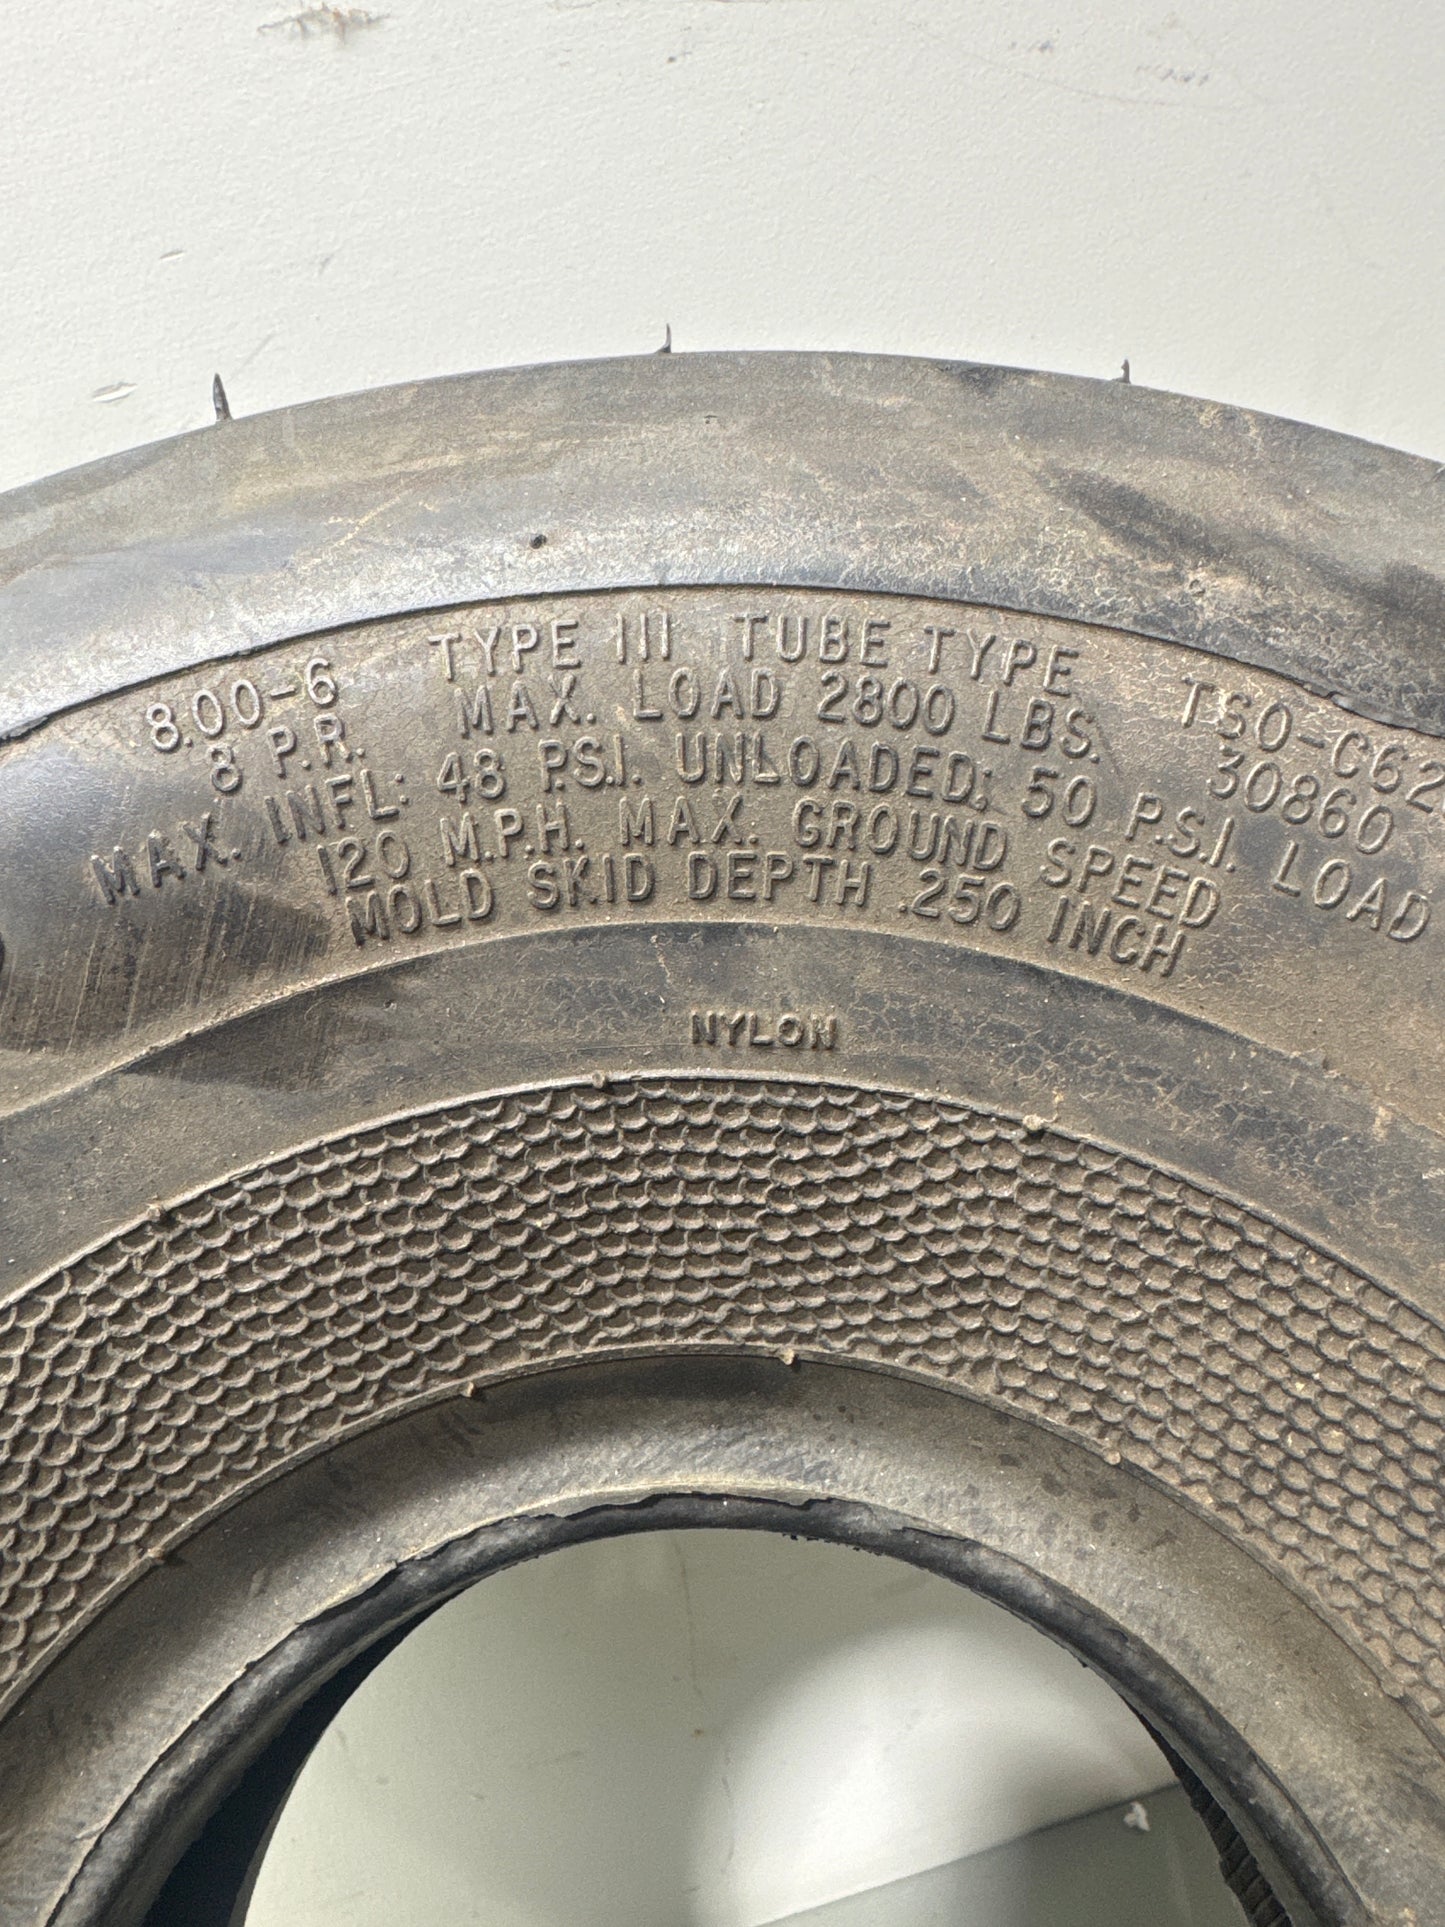 8.00-6 TYPE III TUBE TYPE TSO-C62
8 P.R. MAX. LOAD 2800 LBS. 30860
MAX. INFL: 48 P.S.I. UNLOADED; 50 P.S.I. LOAD
120 M.P.H. MAX. GROUND SPEED
MOLD SKID DEPTH .250 INCH
NYLON